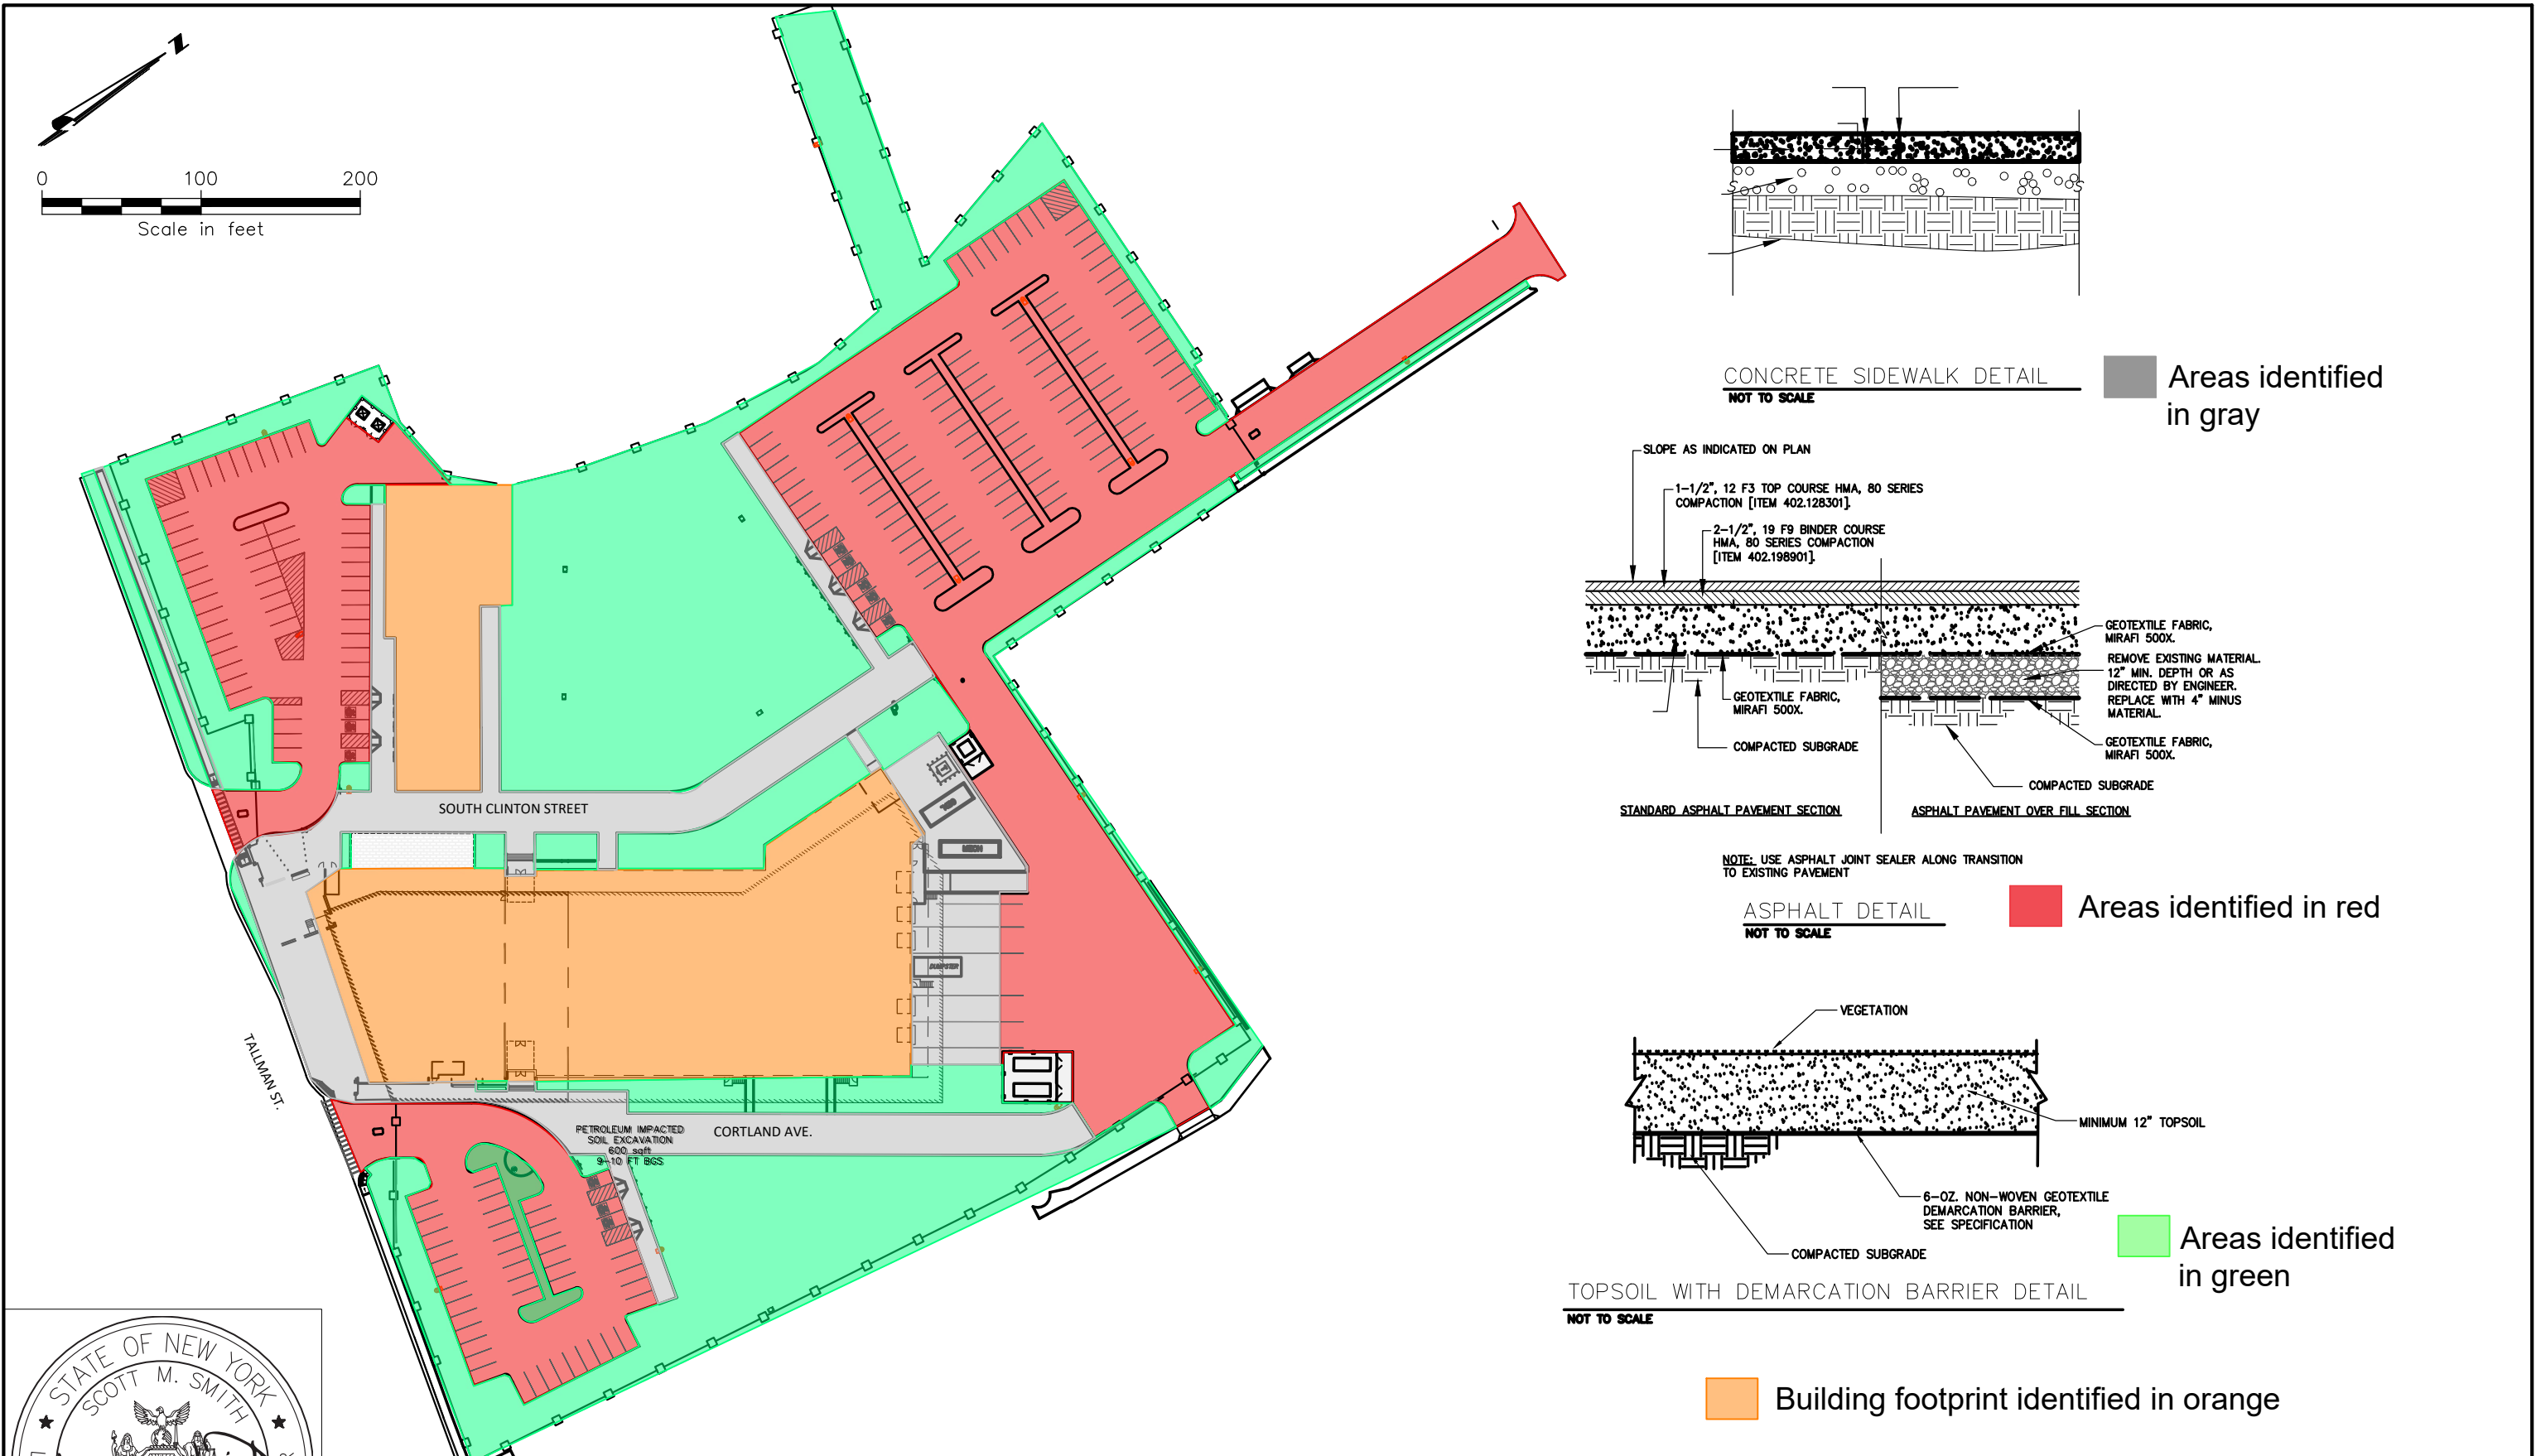 N
0 100 200
Scale in feet
SOUTH CLINTON STREET
GEN.
MECH
DUMPSTER
TALLMAN ST.
PETROLEUM IMPACTED
SOIL EXCAVATION
600 sqft
9-10 FT BGS
CORTLAND AVE.
STATE OF NEW YORK
SCOTT M. SMITH
S
S
CONCRETE SIDEWALK DETAIL
NOT TO SCALE
Areas identified
in gray
SLOPE AS INDICATED ON PLAN
1-1/2", 12 F3 TOP COURSE HMA, 80 SERIES
COMPACTION [ITEM 402.128301].
2-1/2", 19 F9 BINDER COURSE
HMA, 80 SERIES COMPACTION
[ITEM 402.198901].
GEOTEXTILE FABRIC,
MIRAFI 500X.
REMOVE EXISTING MATERIAL.
12" MIN. DEPTH OR AS
DIRECTED BY ENGINEER.
REPLACE WITH 4" MINUS
MATERIAL.
GEOTEXTILE FABRIC,
MIRAFI 500X.
COMPACTED SUBGRADE
GEOTEXTILE FABRIC,
MIRAFI 500X.
COMPACTED SUBGRADE
STANDARD ASPHALT PAVEMENT SECTION
ASPHALT PAVEMENT OVER FILL SECTION
NOTE: USE ASPHALT JOINT SEALER ALONG TRANSITION
TO EXISTING PAVEMENT
ASPHALT DETAIL
NOT TO SCALE
Areas identified in red
VEGETATION
MINIMUM 12" TOPSOIL
6-OZ. NON-WOVEN GEOTEXTILE
DEMARCATION BARRIER,
SEE SPECIFICATION
COMPACTED SUBGRADE
TOPSOIL WITH DEMARCATION BARRIER DETAIL
NOT TO SCALE
Areas identified
in green
Building footprint identified in orange